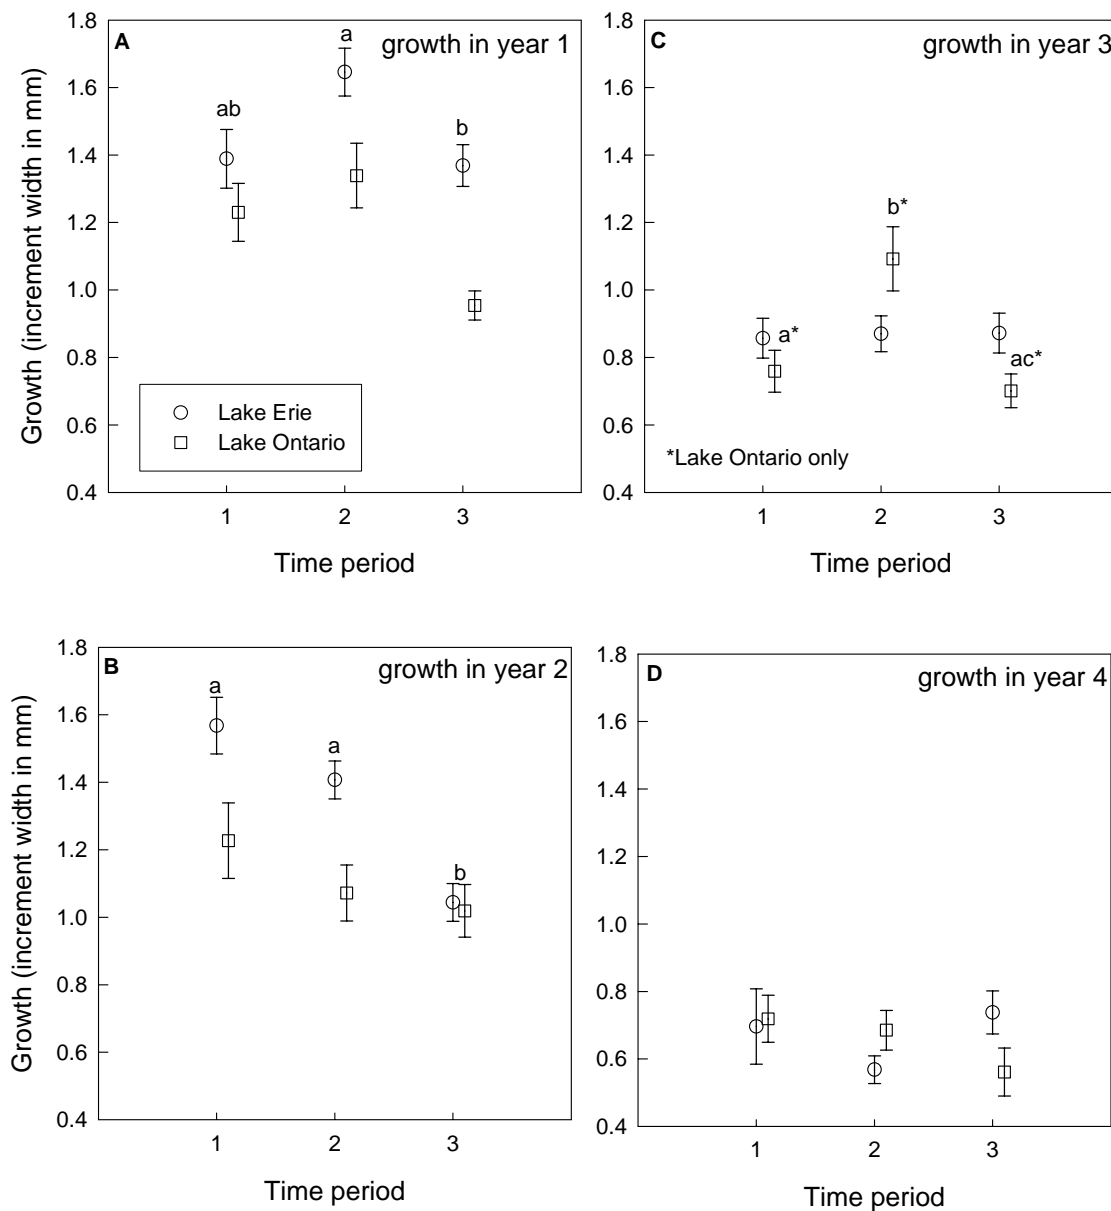 A
growth in year 1
Growth (increment width in mm)
1.8
1.6
1.4
1.2
1.0
0.8
0.6
0.4
ab
a
b
Lake Erie
Lake Ontario
1 2 3
Time period
C
growth in year 3
1.8
1.6
1.4
1.2
1.0
0.8
0.6
0.4
a*
b*
ac*
*Lake Ontario only
1 2 3
Time period
B
growth in year 2
Growth (increment width in mm)
1.8
1.6
1.4
1.2
1.0
0.8
0.6
0.4
a
a
b
1 2 3
Time period
D
growth in year 4
1.8
1.6
1.4
1.2
1.0
0.8
0.6
0.4
1 2 3
Time period